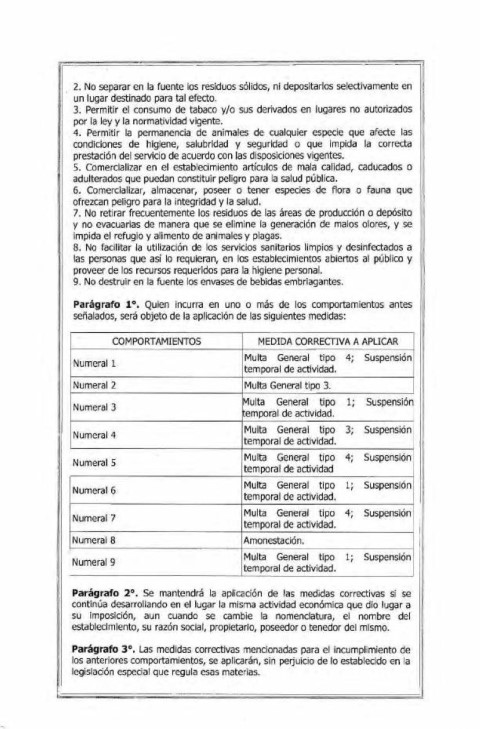 2. No separar en la fuente los residuos sólidos, ni depositarlos selectivamente en
un lugar destinado para tal efecto.
3. Permitir el consumo de tabaco y/o sus derivados en lugares no autorizados
por la ley y la normatividad vigente.
4. Permitir la permanencia de animales de cualquier especie que afecte las
condiciones de higiene, salubridad y seguridad o que impida la correcta
prestación del servicio de acuerdo con las disposiciones vigentes.
5. Comercializar en el establecimiento artículos de mala calidad, caducados o
adulterados que puedan constituir peligro para la salud pública.
6. Comercializar, almacenar, poseer o tener especies de flora o fauna que
ofrezcan peligro para la integridad y la salud.
7. No retirar frecuentemente los residuos de las áreas de producción o depósito
y no evacuarlas de manera que se elimine la generación de malos olores, y se
impida el refugio y alimento de animales y plagas.
8. No facilitar la utilización de los servicios sanitarios limpios y desinfectados a
las personas que así lo requieran, en los establecimientos abiertos al público y
proveer de los recursos requeridos para la higiene personal.
9. No destruir en la fuente los envases de bebidas embriagantes.
Parágrafo 1º. Quien incurra en uno o más de los comportamientos antes
señalados, será objeto de la aplicación de las siguientes medidas:
COMPORTAMIENTOS MEDIDA CORRECTIVA A APLICAR
Numeral 1 Multa General tipo 4; Suspensión
temporal de actividad.
Numeral 2 Multa General tipo 3.
Numeral 3 Multa General tipo 1; Suspensión
temporal de actividad.
Numeral 4 Multa General tipo 3; Suspensión
temporal de actividad.
Numeral 5 Multa General tipo 4; Suspensión
temporal de actividad
Numeral 6 Multa General tipo 1; Suspensión
temporal de actividad.
Numeral 7 Multa General tipo 4; Suspensión
temporal de actividad.
Numeral 8 Amonestación.
Numeral 9 Multa General tipo 1; Suspensión
temporal de actividad.
Parágrafo 2º. Se mantendrá la aplicación de las medidas correctivas si se
continúa desarrollando en el lugar la misma actividad económica que dio lugar a
su imposición, aun cuando se cambie la nomenclatura, el nombre del
establecimiento, su razón social, propietario, poseedor o tenedor del mismo.
Parágrafo 3º. Las medidas correctivas mencionadas para el incumplimiento de
los anteriores comportamientos, se aplicarán, sin perjuicio de lo establecido en la
legislación especial que regula esas materias.